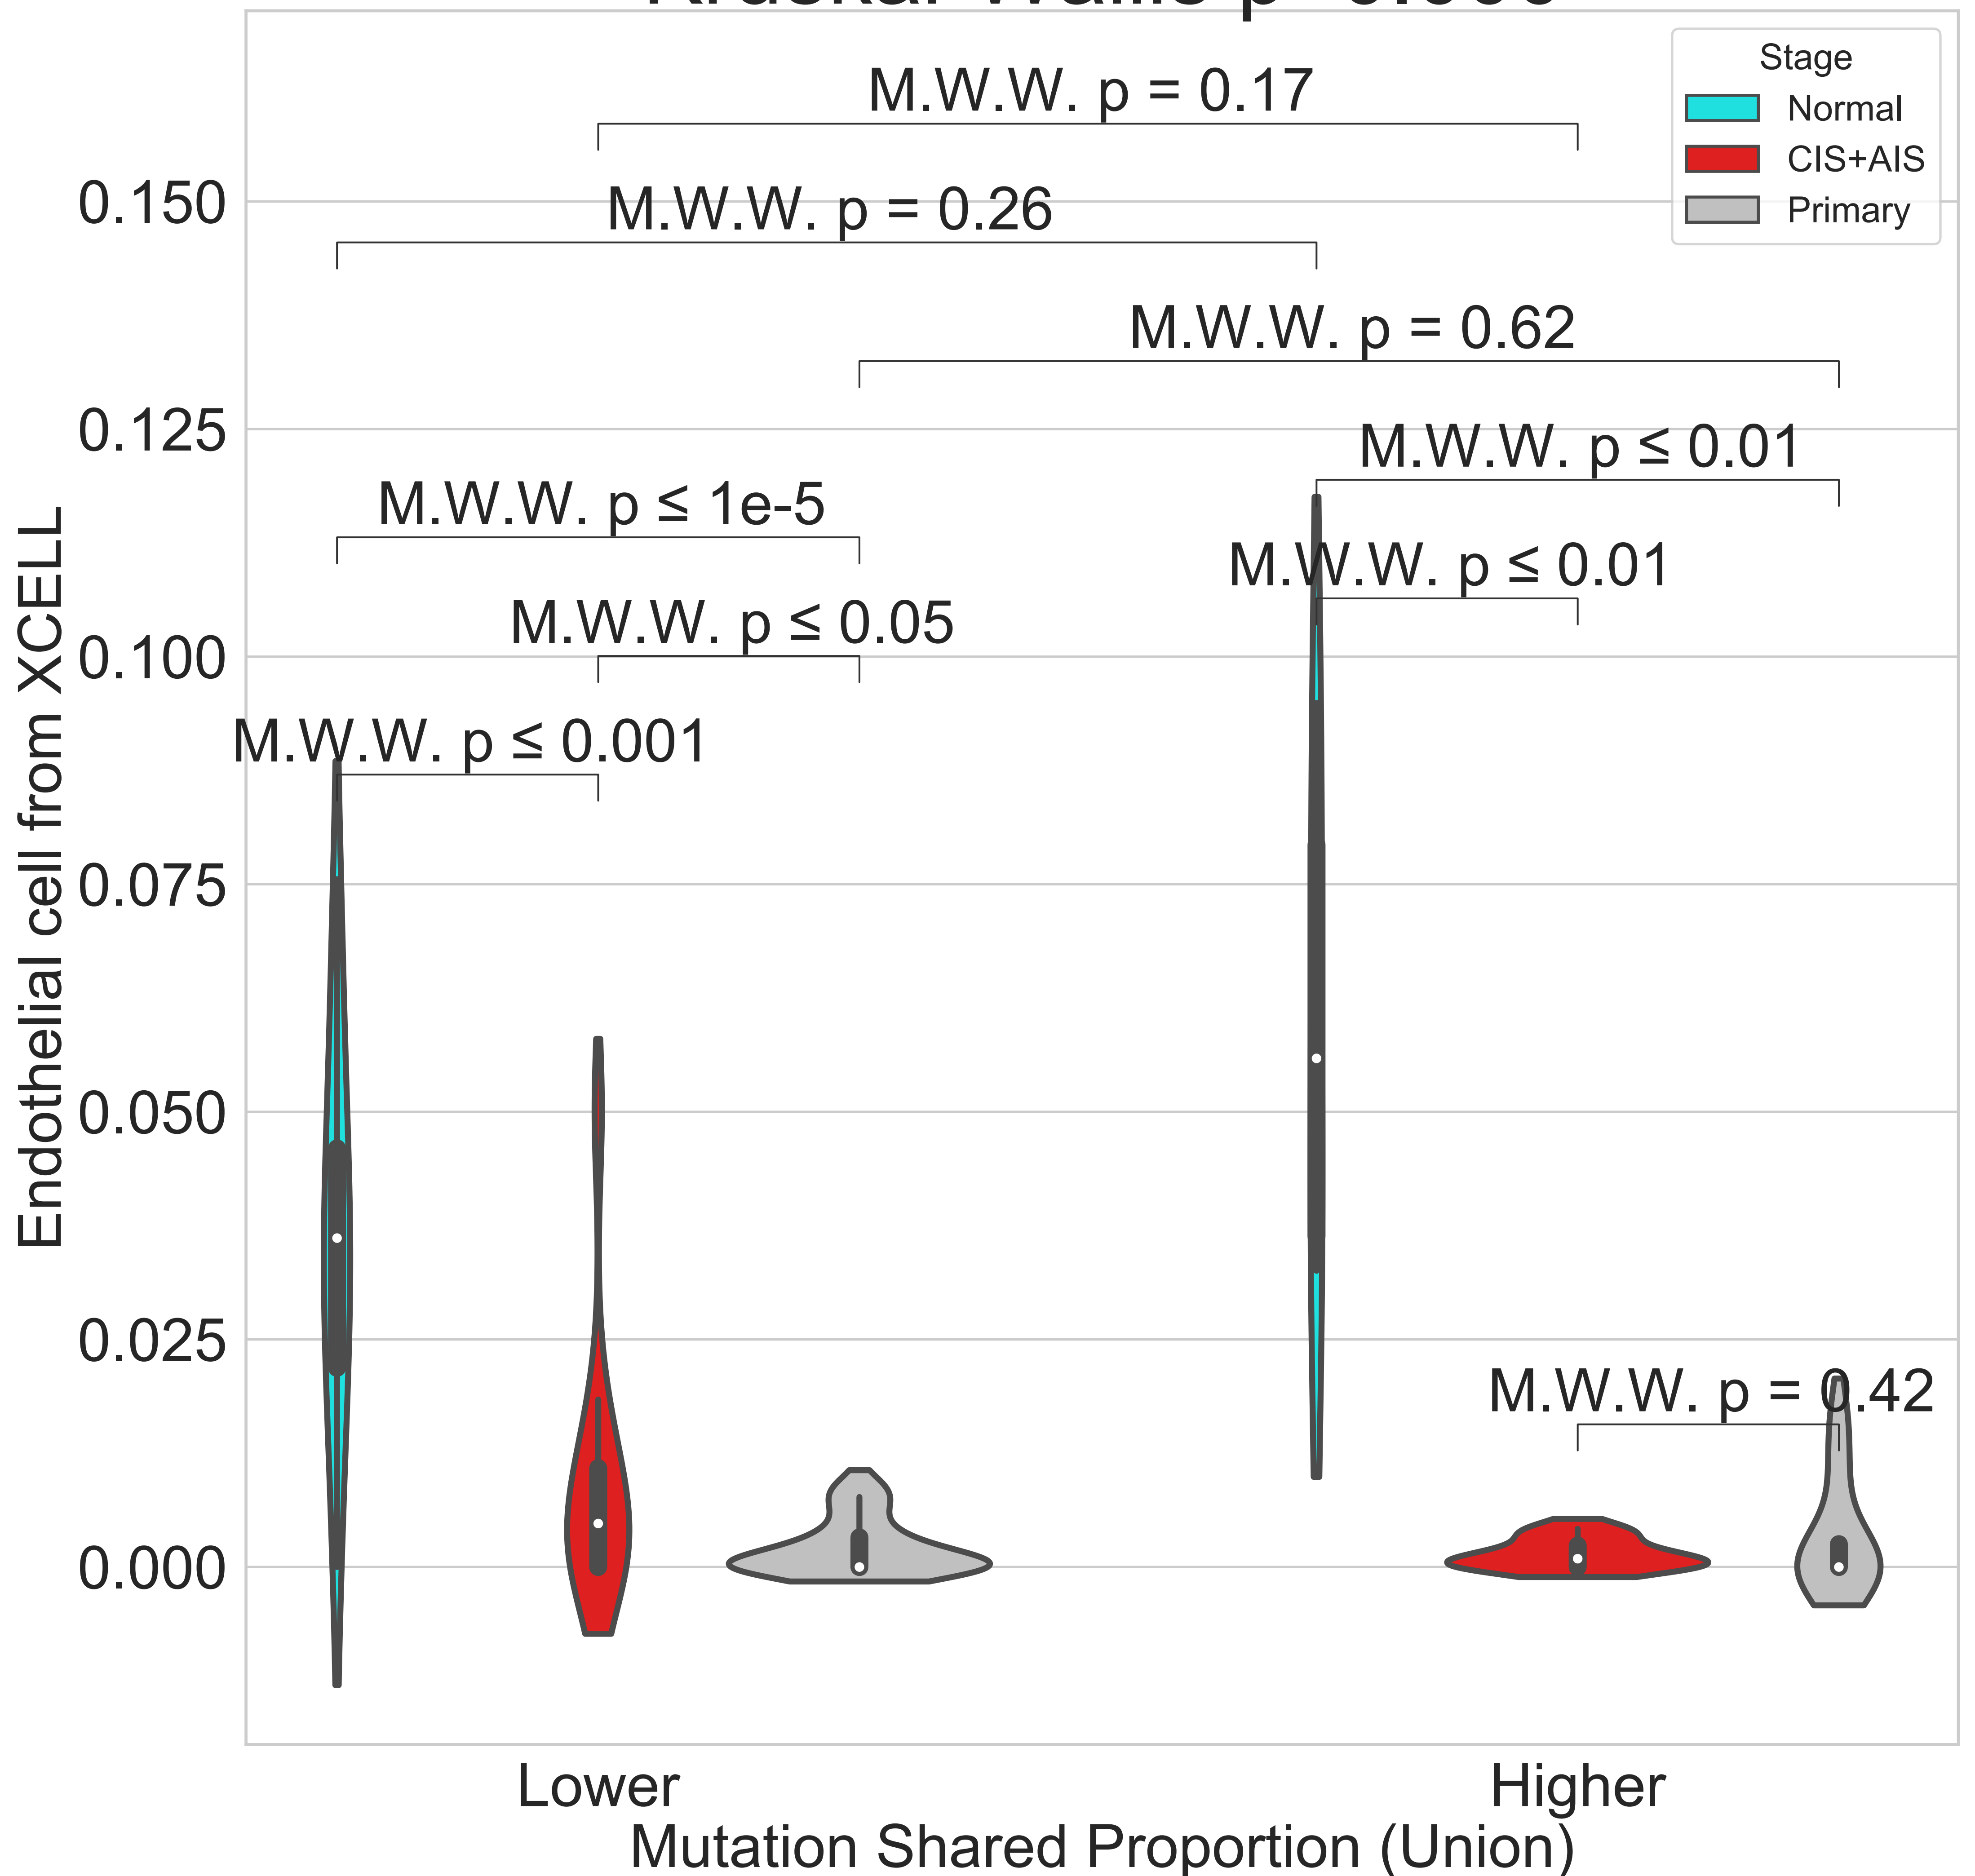 Stage
Normal
CIS+AIS
Primary
M.W.W. p = 0.17
M.W.W. p = 0.26
M.W.W. p = 0.62
M.W.W. p ≤ 0.01
M.W.W. p ≤ 1e-5
M.W.W. p ≤ 0.01
M.W.W. p ≤ 0.05
M.W.W. p ≤ 0.001
M.W.W. p = 0.42
0.150
0.125
0.100
0.075
0.050
0.025
0.000
Endothelial cell from XCELL
Lower
Higher
Mutation Shared Proportion (Union)